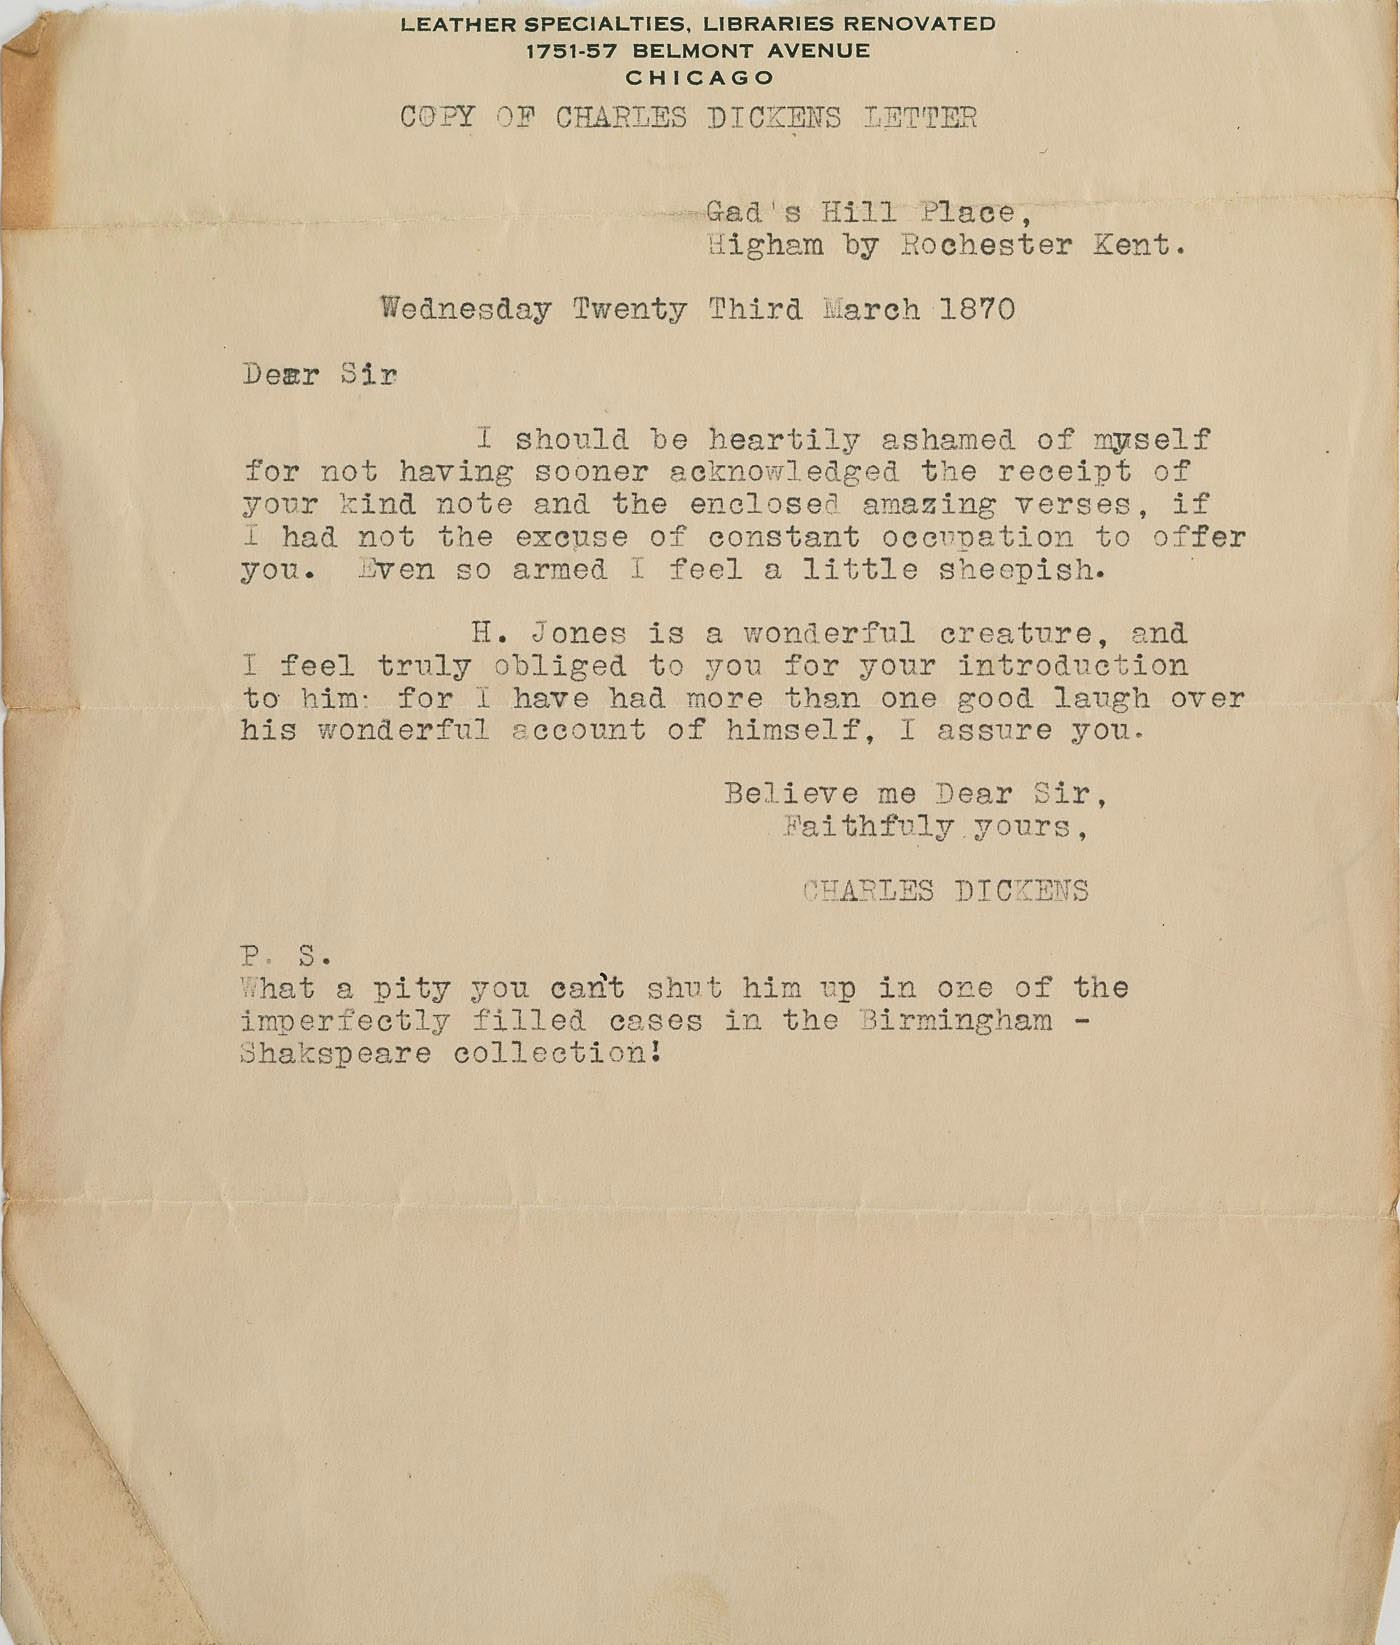 LEATHER SPECIALTIES, LIBRARIES RENOVATED
1751-57 BELMONT AVENUE
CHICAGO
COPY OF CHARLES DICKENS LETTER
Gad's Hill Place,
Higham by Rochester Kent.
Wednesday Twenty Third March 1870
Dear Sir
I should be heartily ashamed of myself
for not having sooner acknowledged the receipt of
your kind note and the enclosed amazing verses, if
I had not the excuse of constant occupation to offer
you. Even so armed I feel a little sheepish.
H. Jones is a wonderful creature, and
I feel truly obliged to you for your introduction
to him: for I have had more than one good laugh over
his wonderful account of himself, I assure you.
Believe me Dear Sir,
Faithfuly yours,
CHARLES DICKENS
P. S.
What a pity you can't shut him up in one of the
imperfectly filled cases in the Birmingham -
Shakspeare collection!